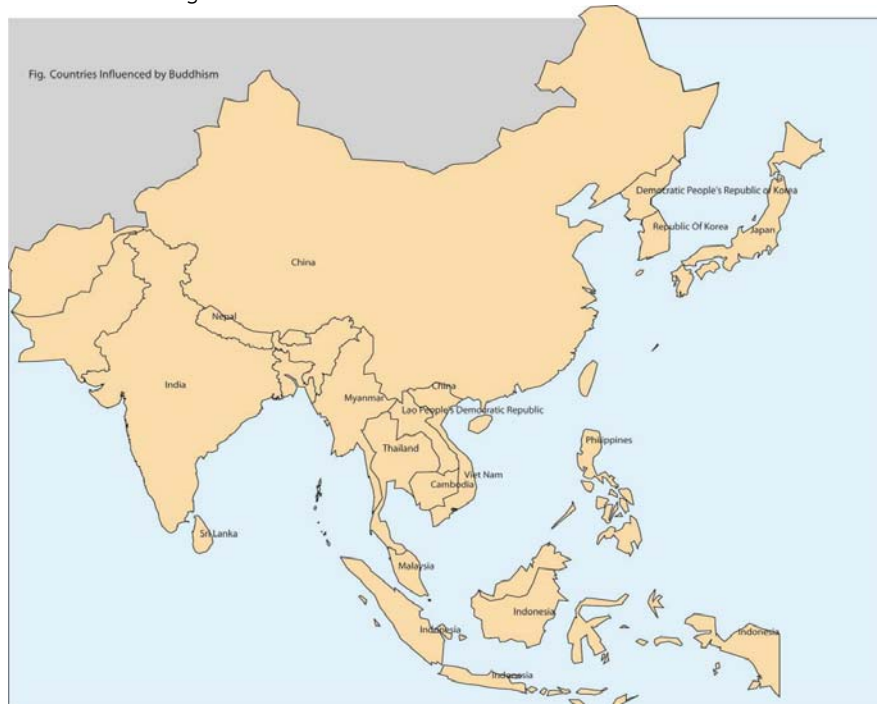 Fig. Countries Influenced by Buddhism
Democratic People's Republic of Korea
Republic Of Korea
Japan
China
Nepal
India
China
Myanmar
Lao People's Democratic Republic
Philippines
Thailand
Viet Nam
Cambodia
Sri Lanka
Malaysia
Indonesia
Indonesia
Indonesia
Indonesia